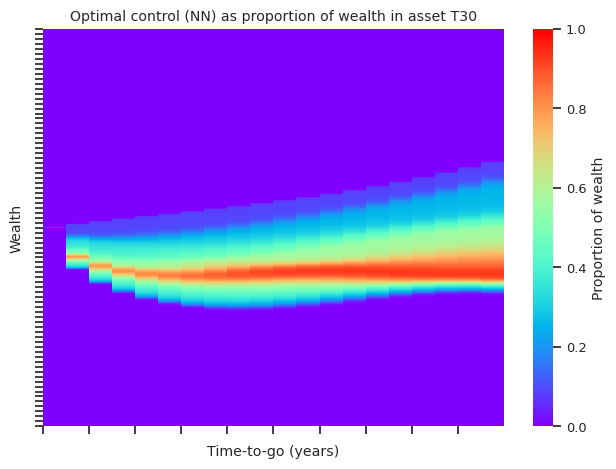 Optimal control (NN) as proportion of wealth in asset T30
Wealth
Time-to-go (years)
1.0
0.8
0.6
0.4
0.2
0.0
Proportion of wealth